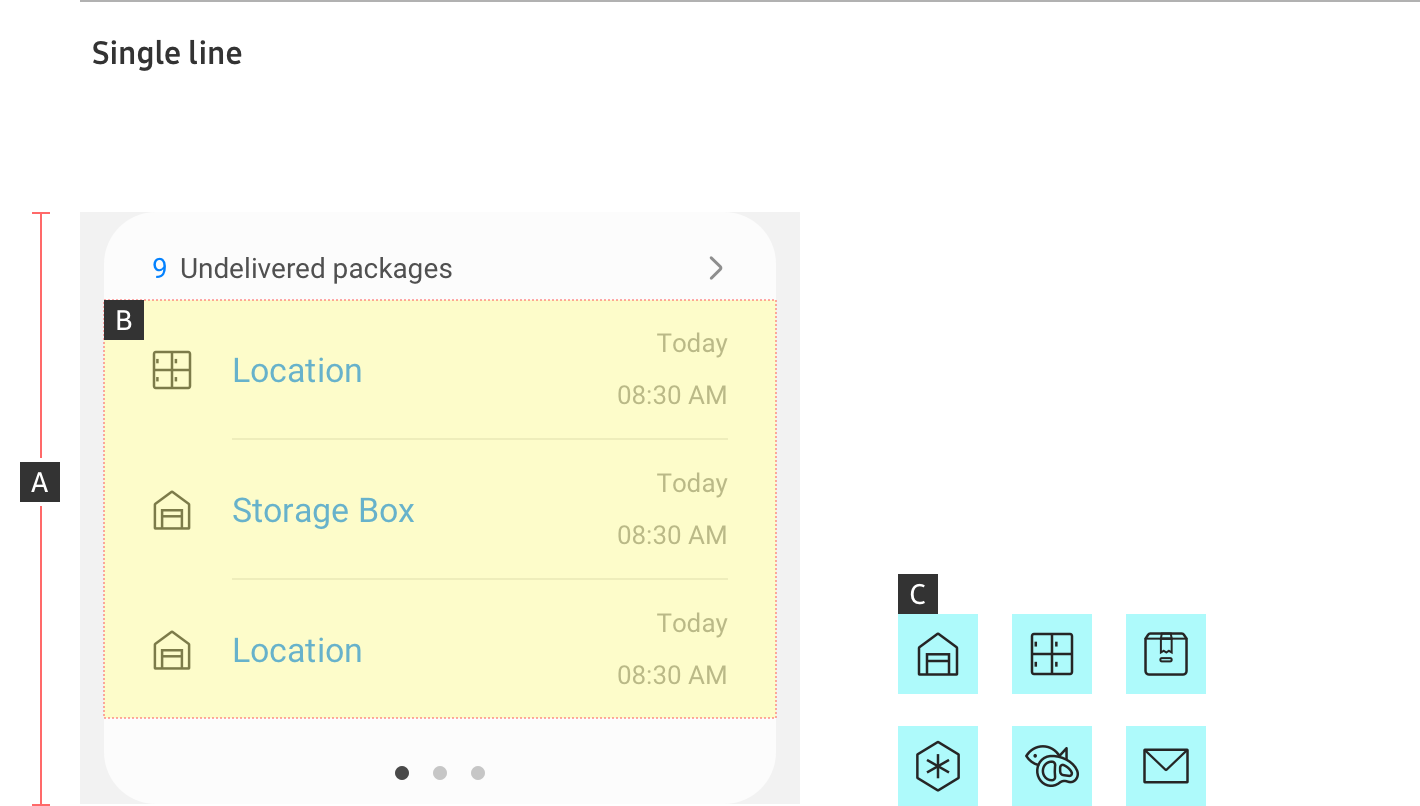 Single line
9 Undelivered packages
B
Location
Today
08:30 AM
A
Storage Box
Today
08:30 AM
Location
Today
08:30 AM
C